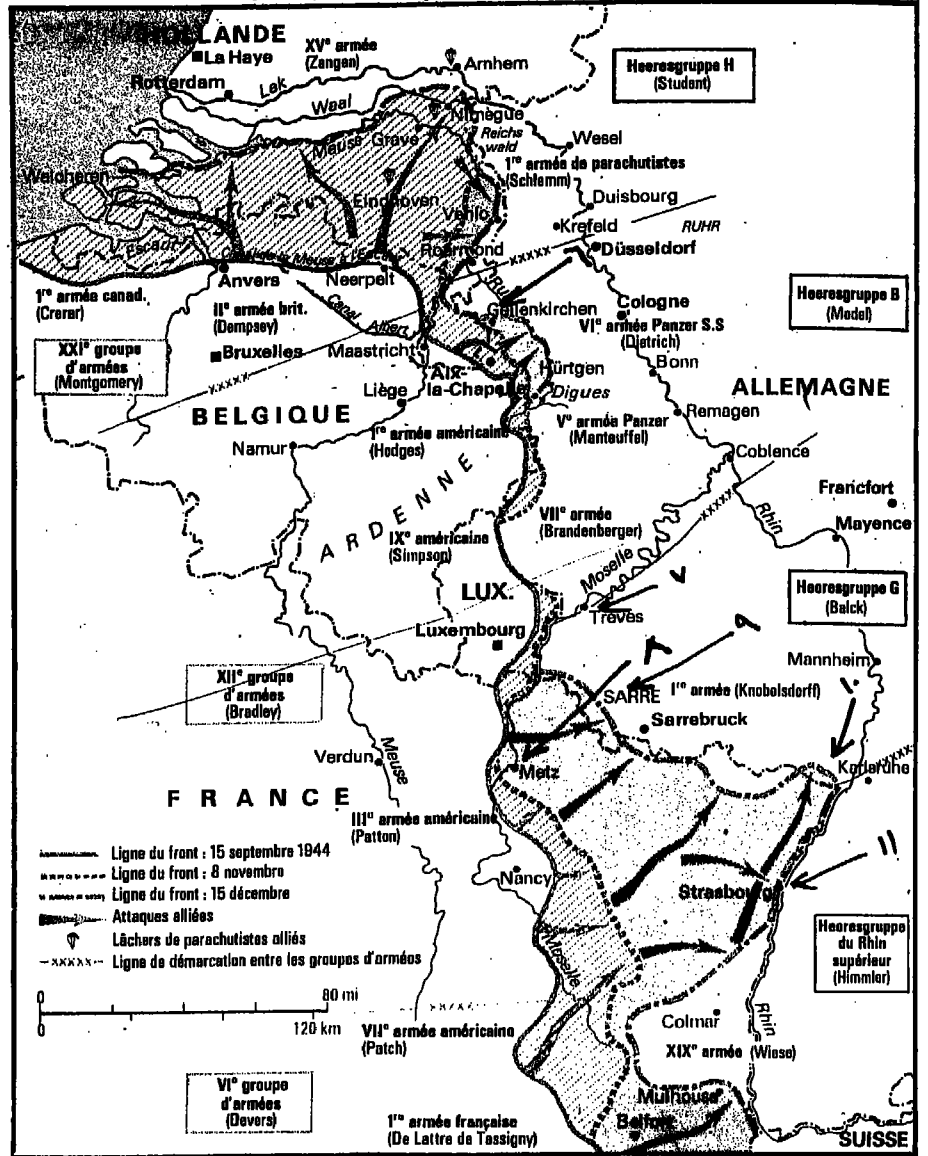 HOLLANDE
La Haye
XVᵉ armée
(Zangen)
Arnhem
Heeresgruppe H
(Student)
Rotterdam
Lek
Waal
Nimègue
Meuse
Grave
Reichs
wald
Wesel
Walcheren
1ʳᵉ armée de parachutistes
(Schlemm)
Duisbourg
Eindhoven
Venlo
Krefeld
RUHR
Escaut
Roermond
xxxxx
Düsseldorf
Anvers
Neerpelt
1ʳᵉ armée canad.
(Crerar)
IIᵉ armée brit.
(Dempsey)
Canal
Albert
Geilenkirchen
Cologne
VIᵉ armée Panzer S.S
(Dietrich)
Heeresgruppe B
(Model)
XXIᵉ groupe
d'armées
(Montgomery)
Bruxelles
xxxxx
Maastricht
AIX-
la-Chapelle
Hürtgen
Bonn
BELGIQUE
Liège
Digues
ALLEMAGNE
Remagen
Namur
Iʳᵉ armée américaine
(Hodges)
Vᵉ armée Panzer
(Manteuffel)
Coblence
ARDENNE
Francfort
Mayence
Rhin
xxxxx
VIIᵉ armée
(Brandenberger)
IXᵉ américaine
(Simpson)
Moselle
LUX.
Heeresgruppe G
(Balck)
Trèves
Luxembourg
Mannheim
XIIᵉ groupe
d'armées
(Bradley)
SARRE
Iʳᵉ armée (Knobelsdorff)
Sarrebruck
Verdun
Meuse
Metz
Karlsruhe
FRANCE
IIIᵉ armée américaine
(Patton)
Ligne du front : 15 septembre 1944
Ligne du front : 8 novembre
Ligne du front : 15 décembre
Attaques alliées
Lâchers de parachutistes alliés
Ligne de démarcation entre les groupes d'armées
Nancy
Strasbourg
11
Heeresgruppe
du Rhin
supérieur
(Himmler)
Moselle
0 80 mi
0 120 km
VIIᵉ armée américaine
(Patch)
Colmar
Rhin
XIXᵉ armée (Wiese)
VIᵉ groupe
d'armées
(Devers)
Mulhouse
Belfort
1ʳᵉ armée française
(De Lattre de Tassigny)
SUISSE